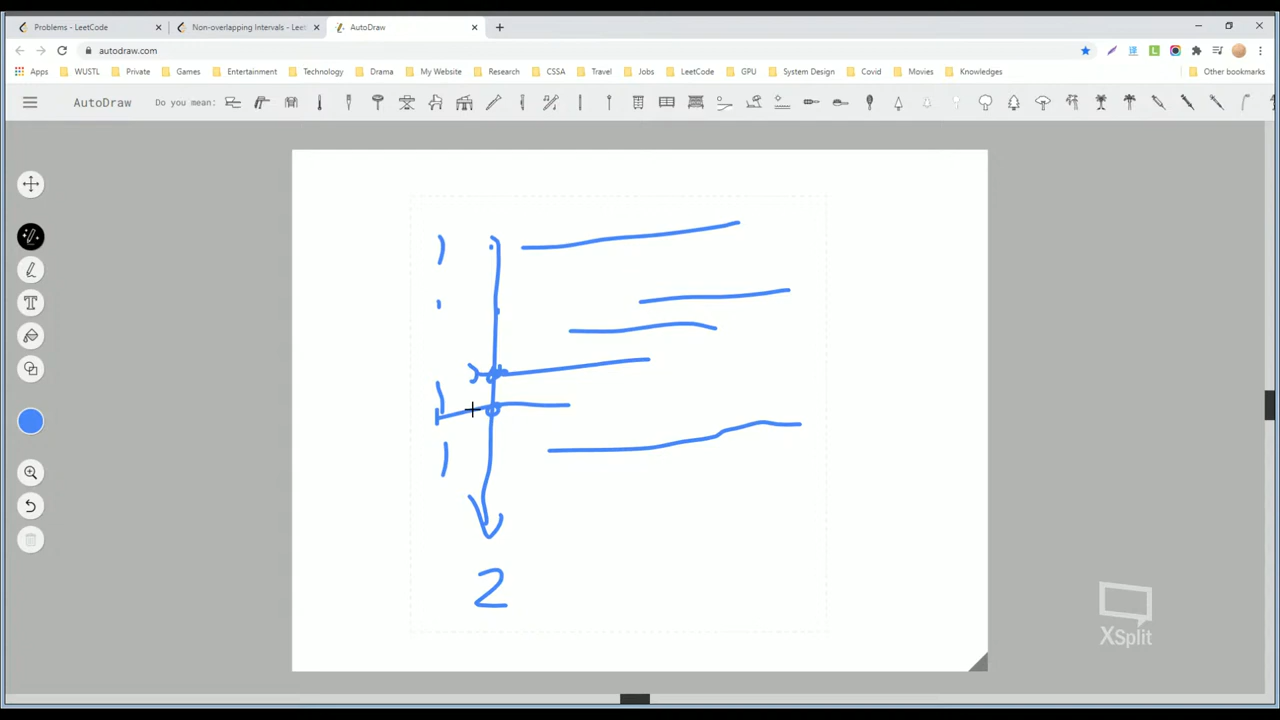 Problems - LeetCode
Non-overlapping Intervals - Leet
AutoDraw
autodraw.com
Apps WUSTL Private Games Entertainment Technology Drama My Website Research CSSA Travel Jobs LeetCode GPU System Design Covid Movies Knowledges Other bookmarks
AutoDraw Do you mean:
2
XSplit